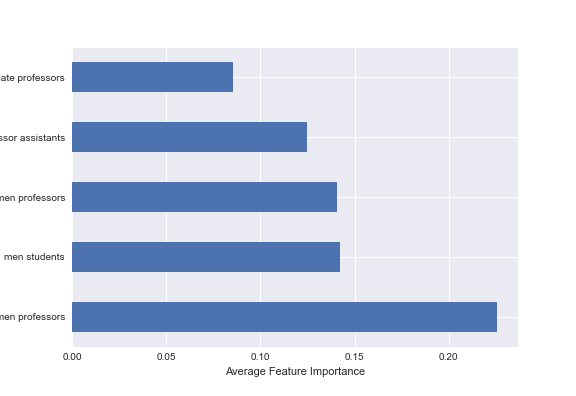 ate professors
ssor assistants
men professors
men students
men professors
0.00 0.05 0.10 0.15 0.20
Average Feature Importance